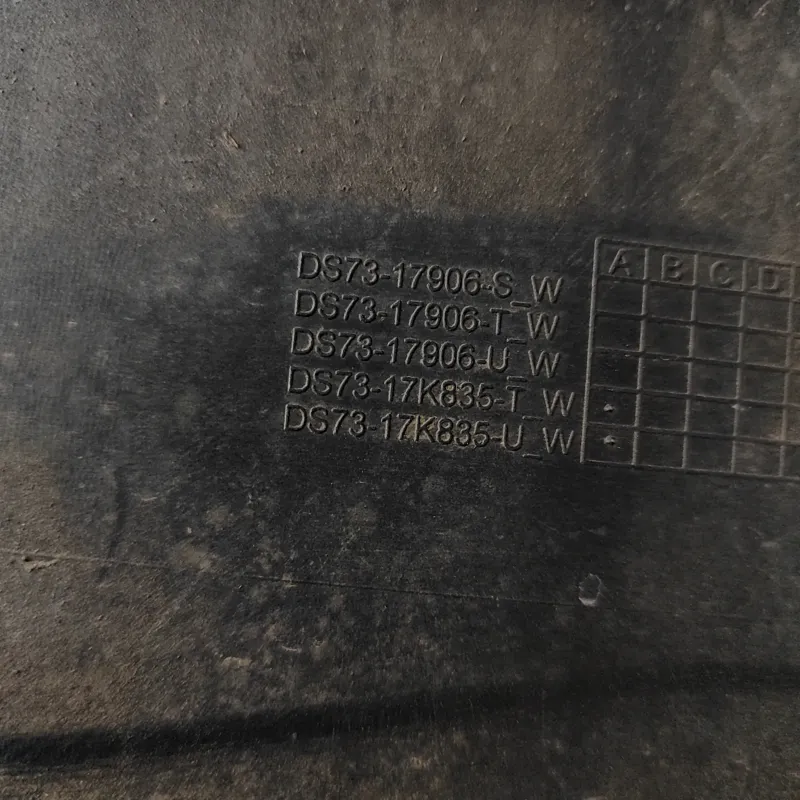 DS73-17906-S_W
DS73-17906-T_W
DS73-17906-U_W
DS73-17K835-T_W
DS73-17K835-U_W
A B C D